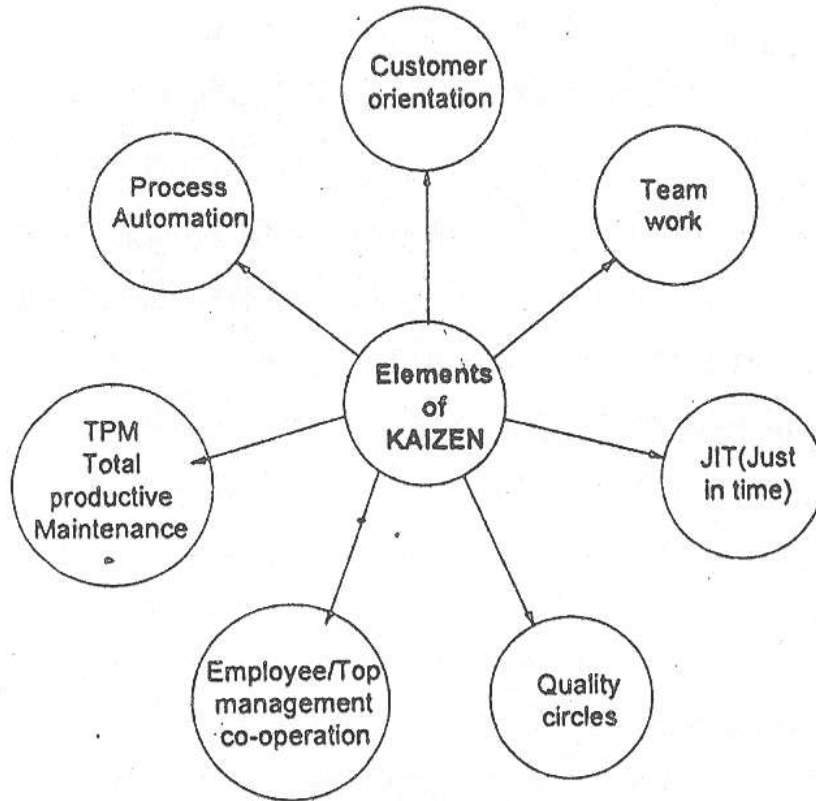 Customer
orientation
Process
Automation
Team
work
Elements
of
KAIZEN
TPM
Total
productive
Maintenance
JIT(Just
in time)
Employee/Top
management
co-operation
Quality
circles